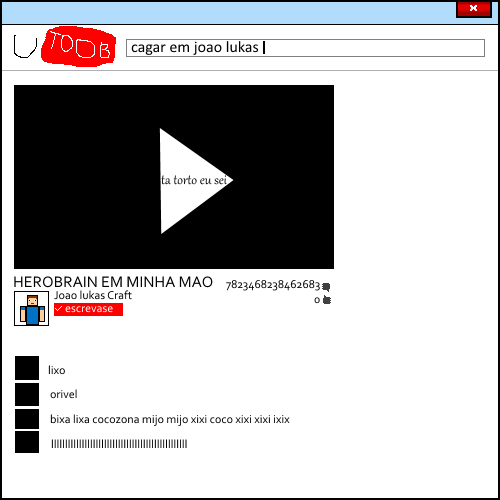 U TOOB
cagar em joao lukas
ta torto eu sei
HEROBRAIN EM MINHA MAO
7823468238462683
0
Joao lukas Craft
✓ escrevase
lixo
orivel
bixa lixa cocozona mijo mijo xixi coco xixi xixi ixix